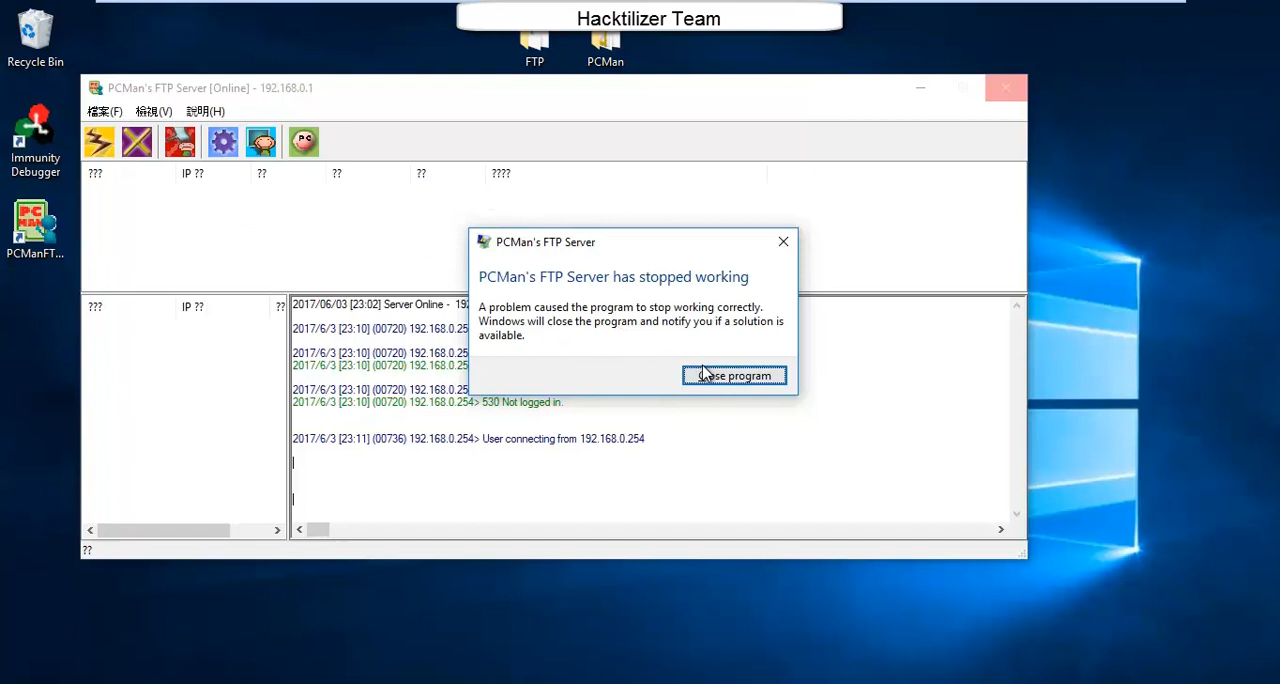 Hacktilizer Team
Recycle Bin
FTP
PCMan
PCMan's FTP Server [Online] - 192.168.0.1
檔案(F) 檢視(V) 說明(H)
Immunity
Debugger
PCManFT...
??? IP ?? ?? ?? ?? ????
PCMan's FTP Server
PCMan's FTP Server has stopped working
A problem caused the program to stop working correctly.
Windows will close the program and notify you if a solution is
available.
Close program
??? IP ?? ??
2017/06/03 [23:02] Server Online - 192
2017/6/3 [23:10] (00720) 192.168.0.25
2017/6/3 [23:10] (00720) 192.168.0.25
2017/6/3 [23:10] (00720) 192.168.0.25
2017/6/3 [23:10] (00720) 192.168.0.25
2017/6/3 [23:10] (00720) 192.168.0.254> 530 Not logged in.
2017/6/3 [23:11] (00736) 192.168.0.254> User connecting from 192.168.0.254
??